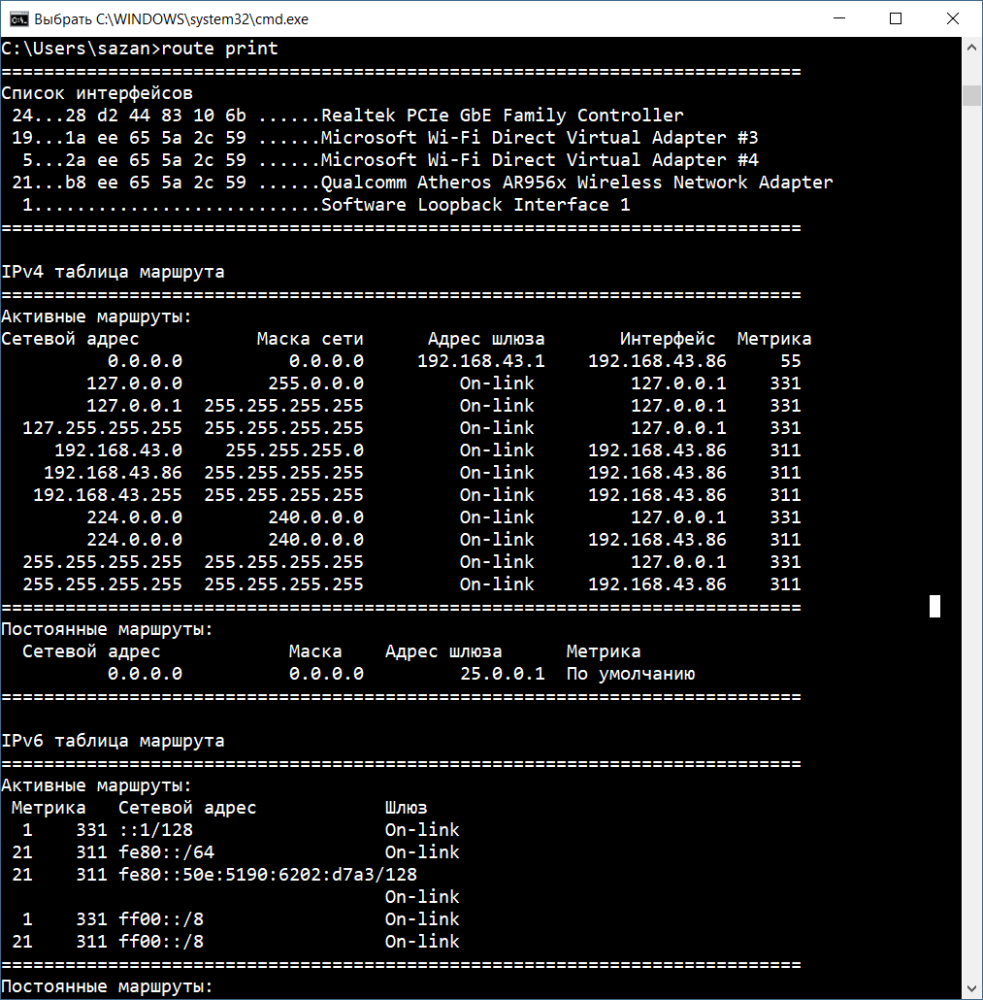 Выбрать C:\WINDOWS\system32\cmd.exe
C:\Users\sazan>route print
===========================================================================
Список интерфейсов
 24...28 d2 44 83 10 6b ......Realtek PCIe GbE Family Controller
 19...1a ee 65 5a 2c 59 ......Microsoft Wi-Fi Direct Virtual Adapter #3
  5...2a ee 65 5a 2c 59 ......Microsoft Wi-Fi Direct Virtual Adapter #4
 21...b8 ee 65 5a 2c 59 ......Qualcomm Atheros AR956x Wireless Network Adapter
  1...........................Software Loopback Interface 1
===========================================================================
IPv4 таблица маршрута
===========================================================================
Активные маршруты:
Сетевой адрес           Маска сети      Адрес шлюза       Интерфейс  Метрика
          0.0.0.0          0.0.0.0     192.168.43.1    192.168.43.86     55
        127.0.0.0        255.0.0.0         On-link         127.0.0.1    331
        127.0.0.1  255.255.255.255         On-link         127.0.0.1    331
  127.255.255.255  255.255.255.255         On-link         127.0.0.1    331
     192.168.43.0    255.255.255.0         On-link     192.168.43.86    311
    192.168.43.86  255.255.255.255         On-link     192.168.43.86    311
   192.168.43.255  255.255.255.255         On-link     192.168.43.86    311
        224.0.0.0        240.0.0.0         On-link         127.0.0.1    331
        224.0.0.0        240.0.0.0         On-link     192.168.43.86    311
  255.255.255.255  255.255.255.255         On-link         127.0.0.1    331
  255.255.255.255  255.255.255.255         On-link     192.168.43.86    311
===========================================================================
Постоянные маршруты:
  Сетевой адрес            Маска    Адрес шлюза      Метрика
          0.0.0.0          0.0.0.0         25.0.0.1  По умолчанию
===========================================================================
IPv6 таблица маршрута
===========================================================================
Активные маршруты:
 Метрика   Сетевой адрес            Шлюз
  1    331 ::1/128                  On-link
 21    311 fe80::/64                On-link
 21    311 fe80::50e:5190:6202:d7a3/128
                                    On-link
  1    331 ff00::/8                 On-link
 21    311 ff00::/8                 On-link
===========================================================================
Постоянные маршруты: